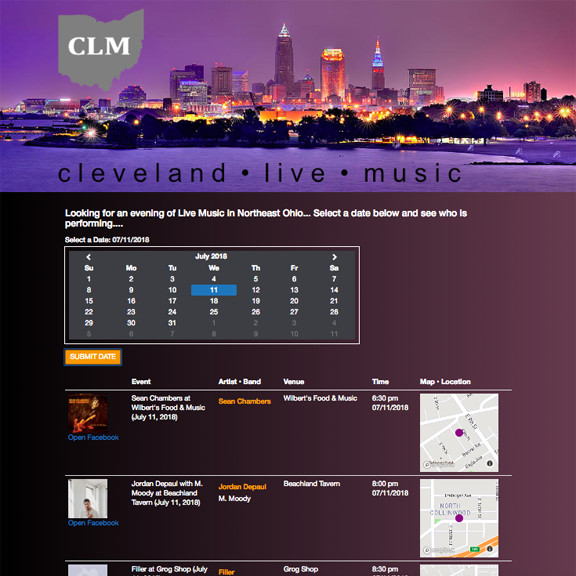 CLM
cleveland • live • music
Looking for an evening of Live Music in Northeast Ohio... Select a date below and see who is
performing....
Select a Date: 07/11/2018
July 2018
Su Mo Tu We Th Fr Sa
1 2 3 4 5 6 7
8 9 10 11 12 13 14
15 16 17 18 19 20 21
22 23 24 25 26 27 28
29 30 31 1 2 3 4
5 6 7 8 9 10 11
SUBMIT DATE
Event Artist • Band Venue Time Map • Location
Sean Chambers at
Wilbert's Food & Music
(July 11, 2018)
Sean Chambers
Wilbert's Food & Music
6:30 pm
07/11/2018
Open Facebook
Jordan Depaul with M.
Moody at Beachland
Tavern (July 11, 2018)
Jordan Depaul
M. Moody
Beachland Tavern
8:00 pm
07/11/2018
NORTH
COLLINWOOD
Open Facebook
Filler at Grog Shop (July
Filler
Grog Shop
8:30 pm